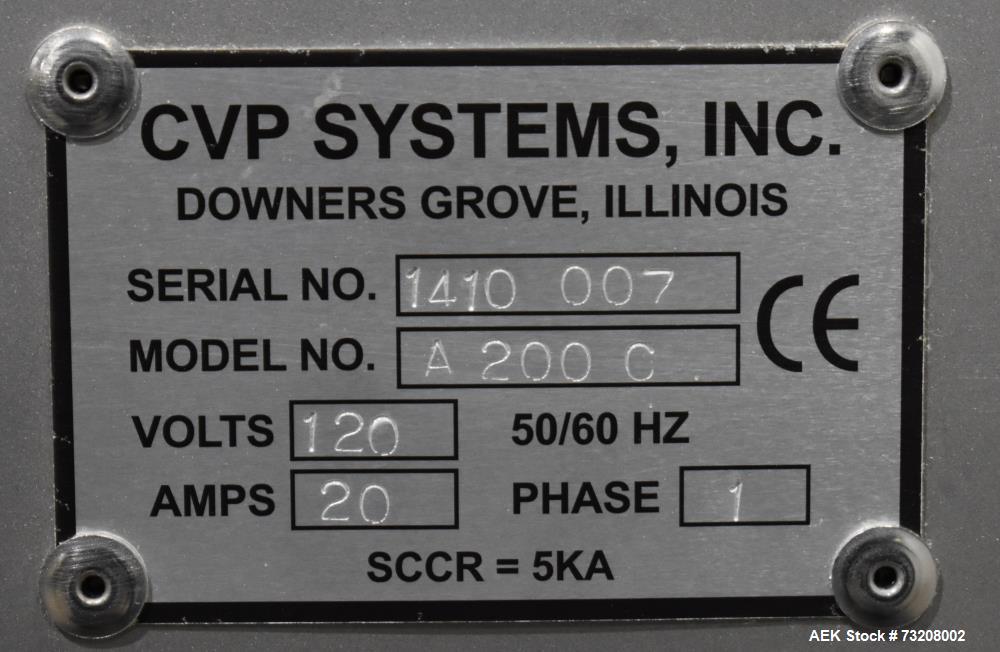 CVP SYSTEMS, INC.
DOWNERS GROVE, ILLINOIS
SERIAL NO. 1410 007
MODEL NO. A 200 C
CE
VOLTS 120 50/60 HZ
AMPS 20 PHASE 1
SCCR = 5KA
AEK Stock # 73208002